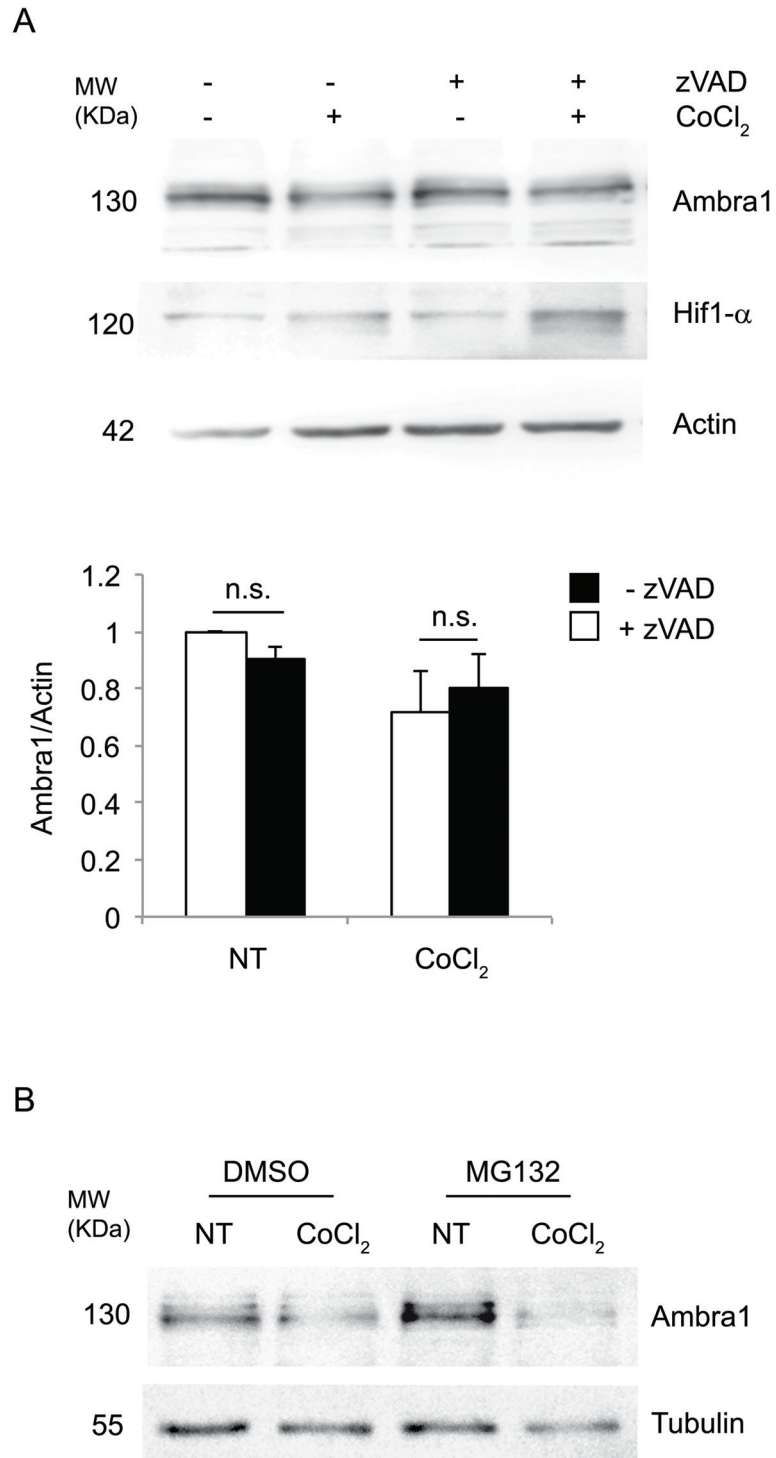 A
MW - - + + zVAD
(KDa) - + - + CoCl₂
130 Ambra1
120 Hif1-α
42 Actin
1.2
n.s. - zVAD
1 n.s. + zVAD
0.8
0.6
0.4
0.2
0
Ambra1/Actin
NT CoCl₂
B
DMSO MG132
MW
(KDa)
NT CoCl₂ NT CoCl₂
130 Ambra1
55 Tubulin